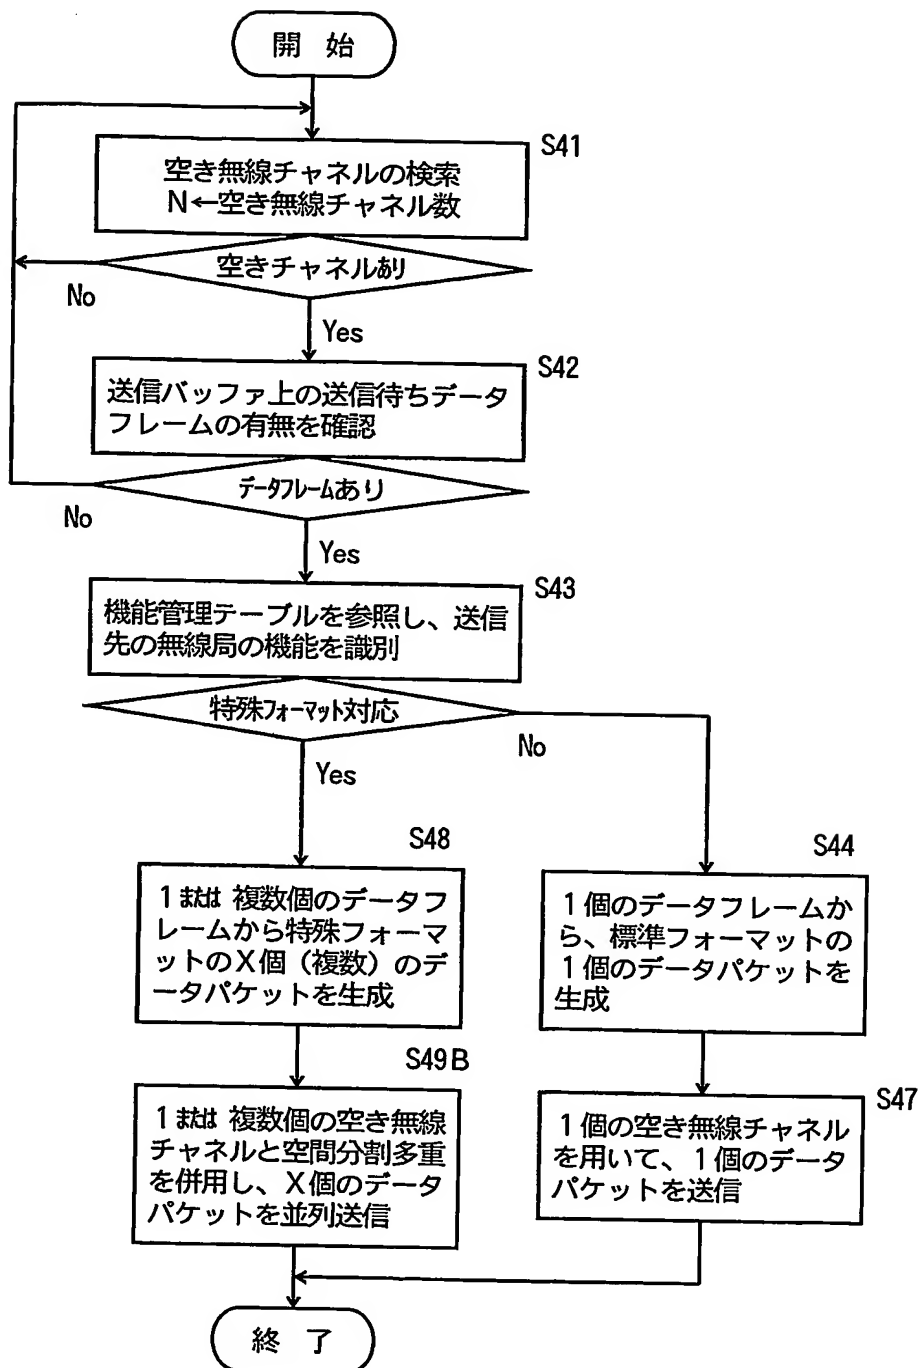 開 始
S41
空き無線チャネルの検索
N←空き無線チャネル数
空きチャネルあり
No
Yes
S42
送信バッファ上の送信待ちデータ
フレームの有無を確認
データフレームあり
No
Yes
S43
機能管理テーブルを参照し、送信
先の無線局の機能を識別
特殊フォーマット対応
No
Yes
S48
1または複数個のデータフ
レームから特殊フォーマ
ットのX個（複数）のデ
ータパケットを生成
S44
1個のデータフレームか
ら、標準フォーマットの
1個のデータパケットを
生成
S49B
1または複数個の空き無線
チャネルと空間分割多重
を併用し、X個のデータ
パケットを並列送信
S47
1個の空き無線チャネル
を用いて、1個のデータ
パケットを送信
終 了